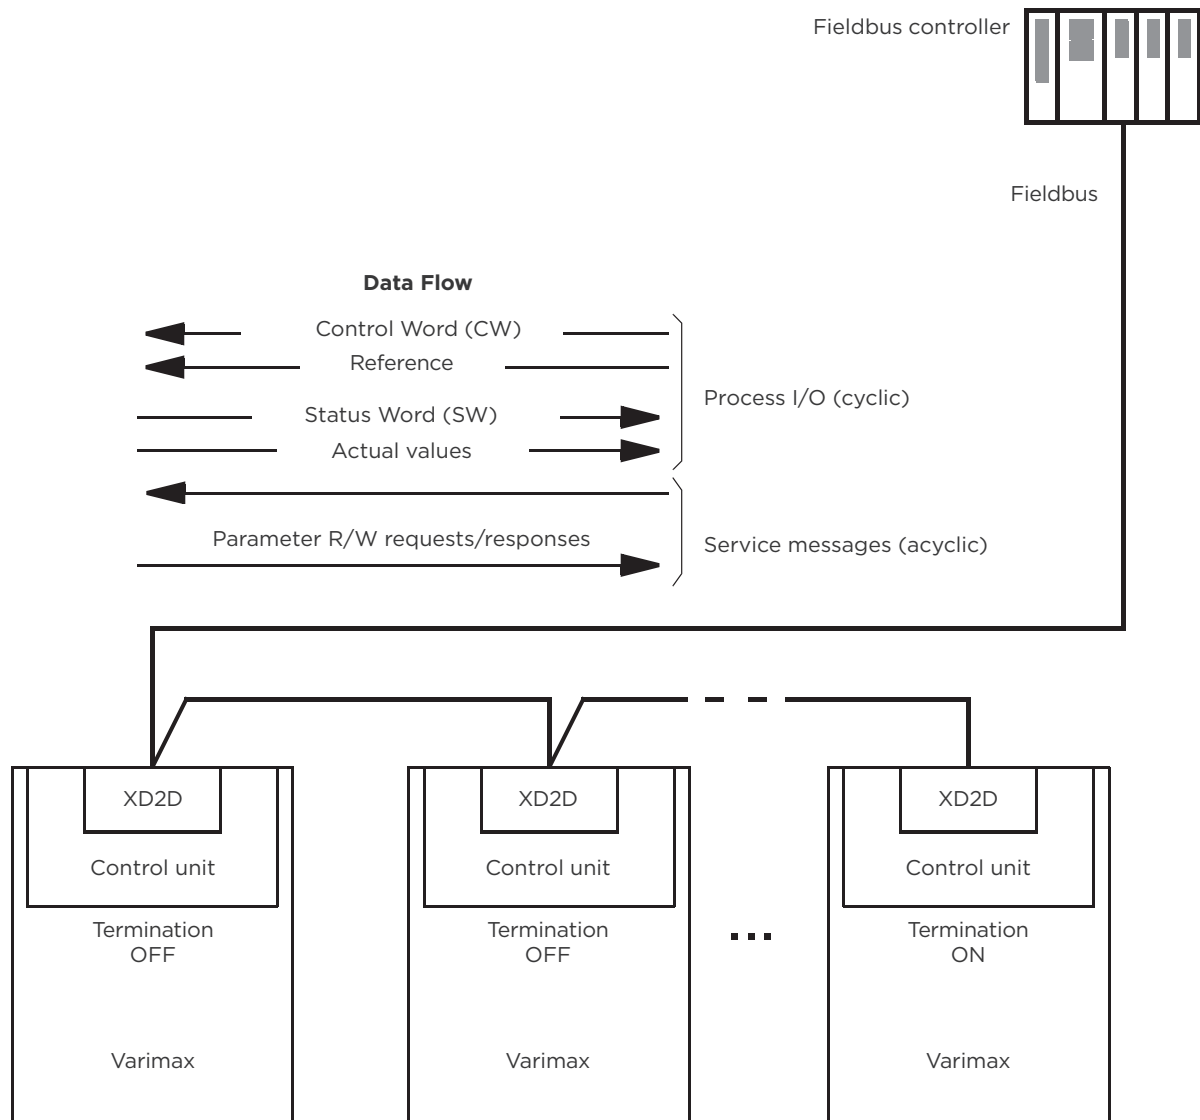 Fieldbus controller
Fieldbus
Data Flow
Control Word (CW)
Reference
Status Word (SW)
Actual values
Process I/O (cyclic)
Parameter R/W requests/responses
Service messages (acyclic)
XD2D
Control unit
Termination
OFF
Varimax
XD2D
Control unit
Termination
OFF
Varimax
...
XD2D
Control unit
Termination
ON
Varimax